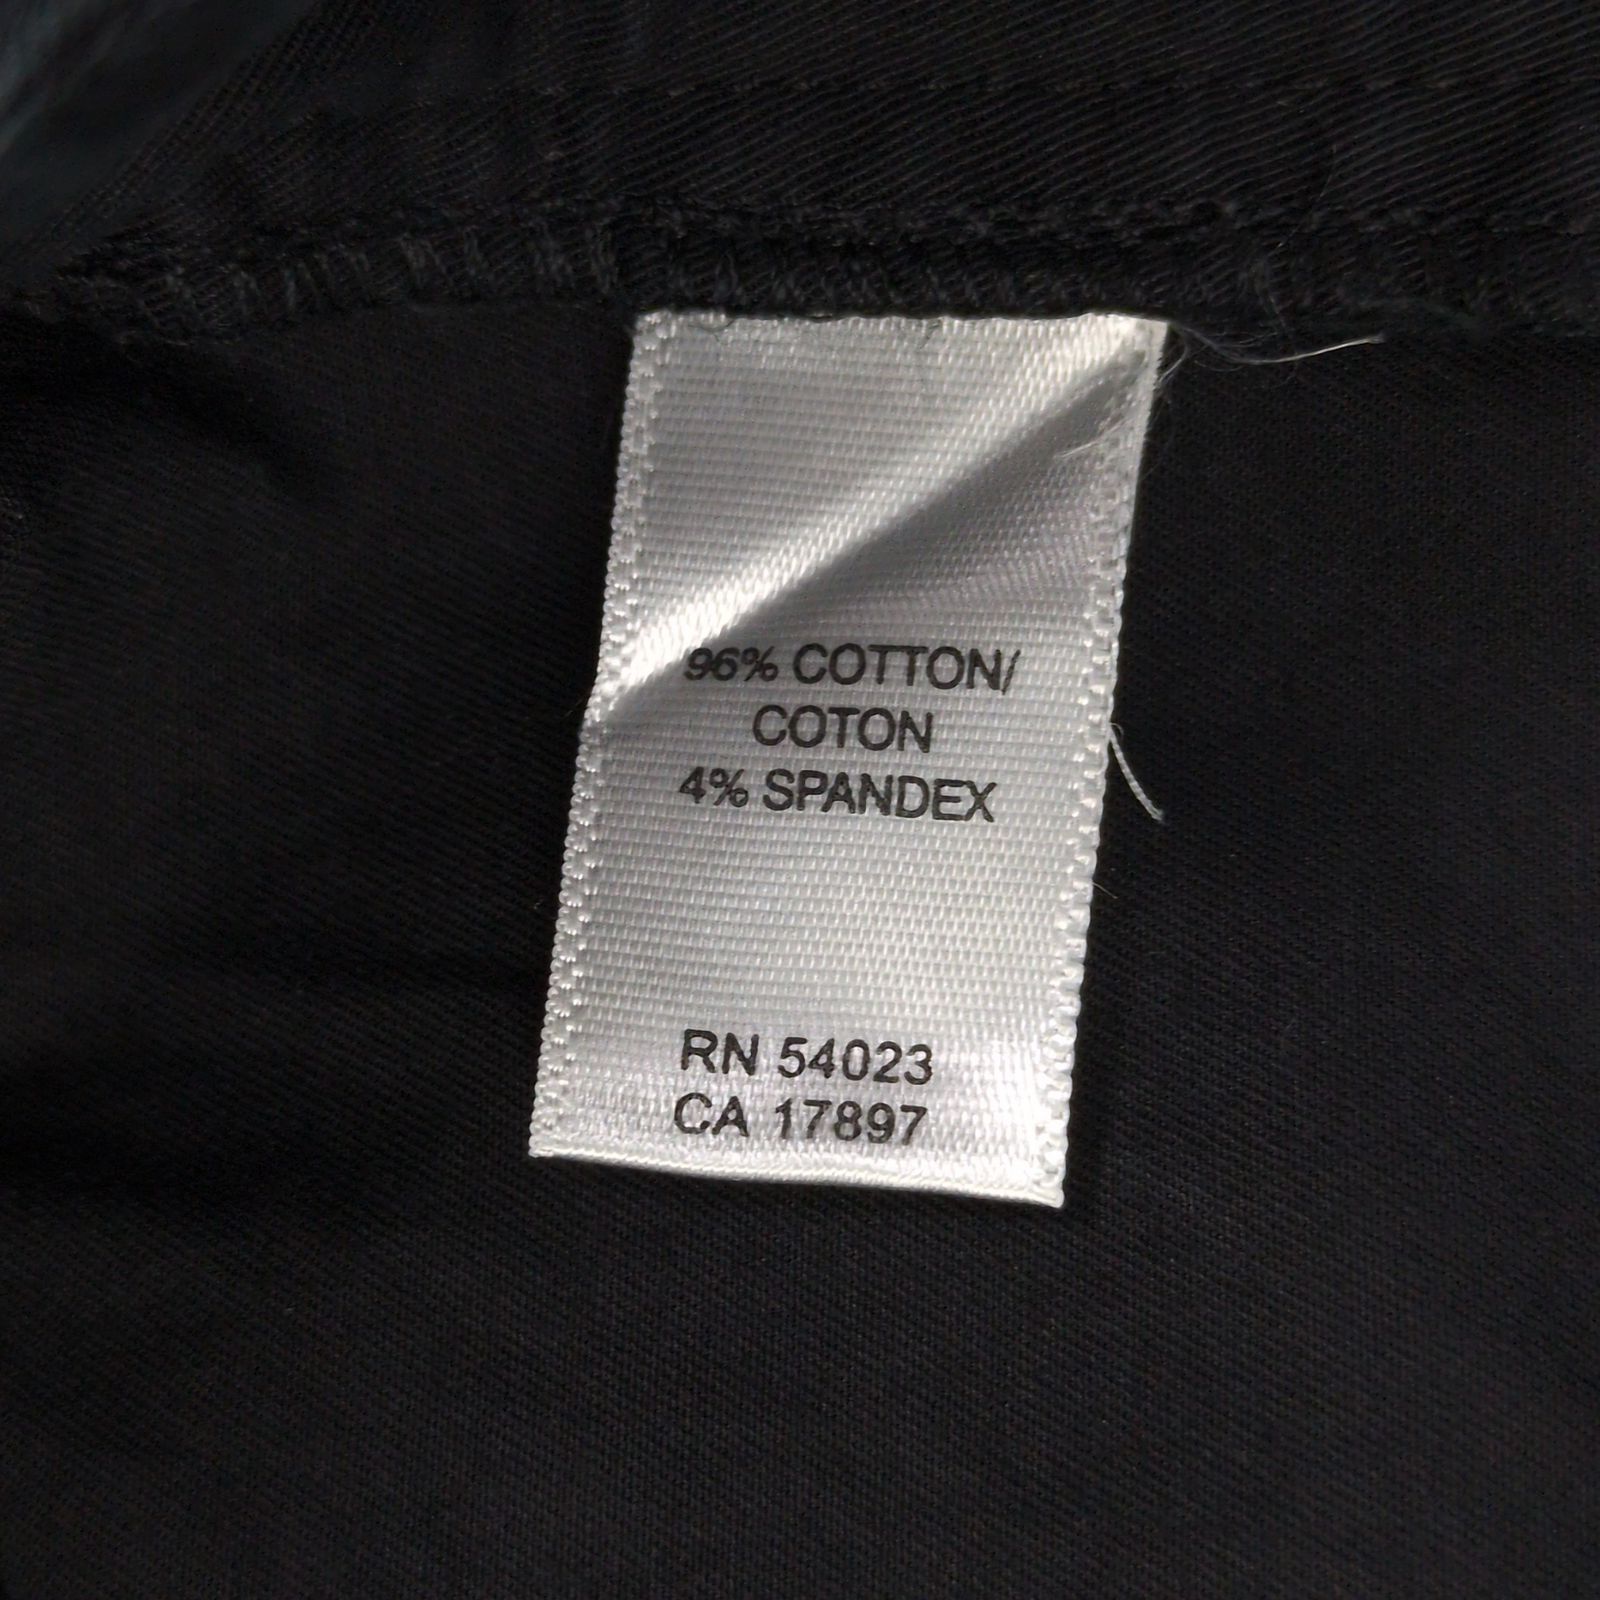 96% COTTON/
COTON
4% SPANDEX
RN 54023
CA 17897